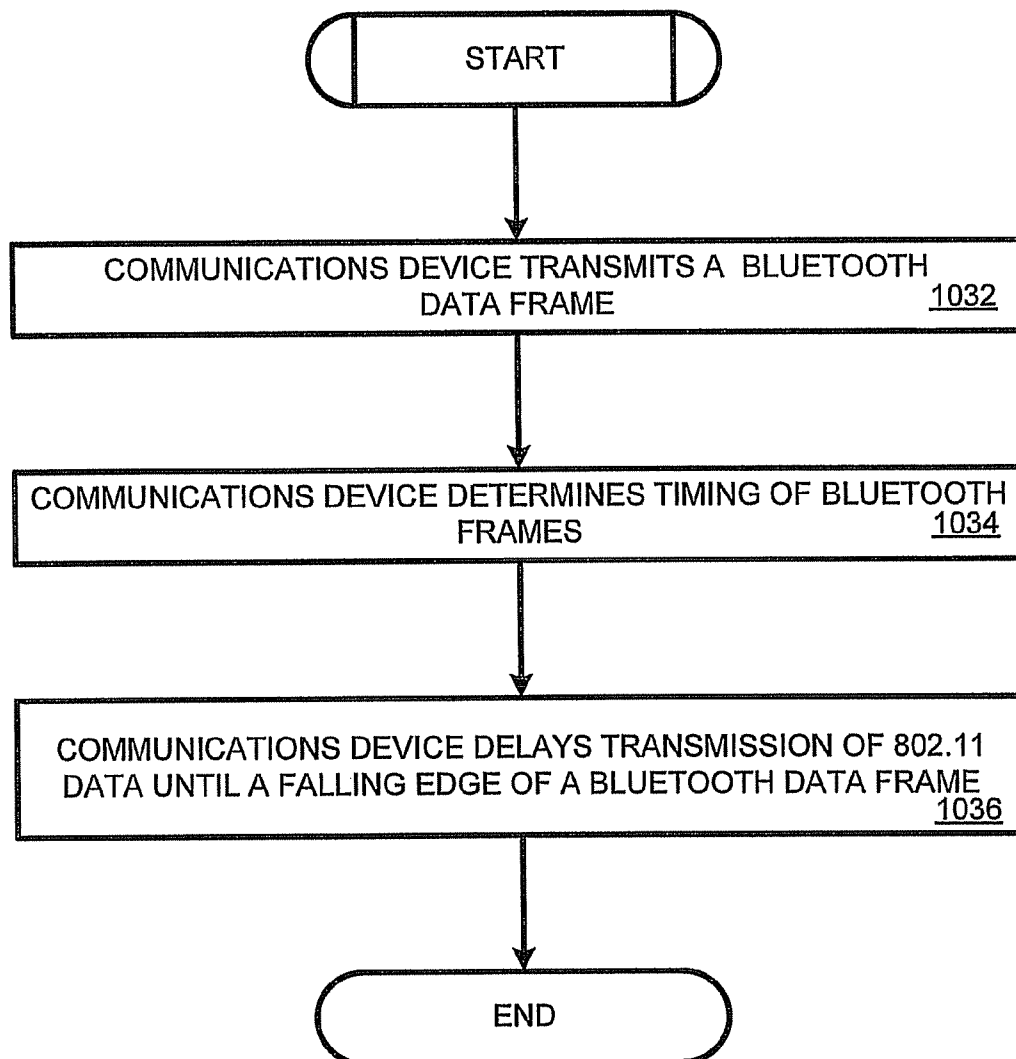 START
COMMUNICATIONS DEVICE TRANSMITS A BLUETOOTH
DATA FRAME
1032
COMMUNICATIONS DEVICE DETERMINES TIMING OF BLUETOOTH
FRAMES
1034
COMMUNICATIONS DEVICE DELAYS TRANSMISSION OF 802.11
DATA UNTIL A FALLING EDGE OF A BLUETOOTH DATA FRAME
1036
END